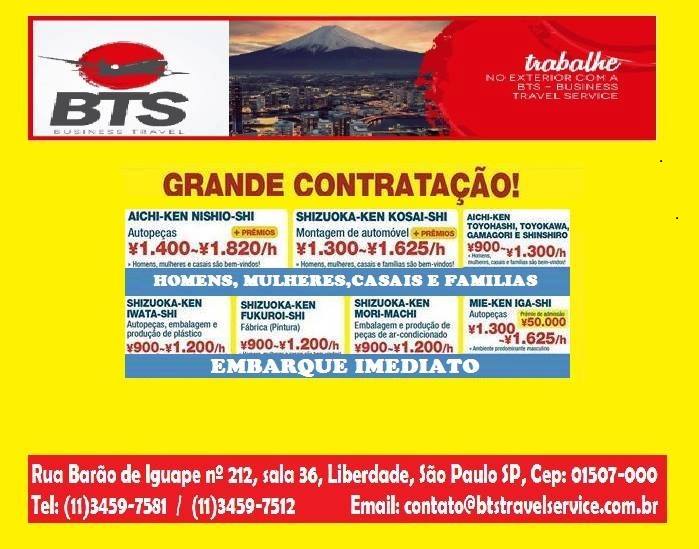 BTS
BUSINESS TRAVEL
trabalhe
NO EXTERIOR COM A
BTS - BUSINESS
TRAVEL SERVICE
GRANDE CONTRATAÇÃO!
AICHI-KEN NISHIO-SHI
Autopeças + PRÊMIOS
¥1.400~¥1.820/h
• Homens, mulheres e casais são bem-vindos!
SHIZUOKA-KEN KOSAI-SHI
Montagem de automóvel + PRÊMIOS
¥1.300~¥1.625/h
• Homens, mulheres, casais e famílias são bem-vindos!
AICHI-KEN
TOYOHASHI, TOYOKAWA,
GAMAGORI E SHINSHIRO
¥900~¥1.300/h
• Homens,
mulheres, casais e famílias são bem-vindos!
HOMENS, MULHERES,CASAIS E FAMILIAS
SHIZUOKA-KEN
IWATA-SHI
Autopeças, embalagem e
produção de plástico
¥900~¥1.200/h
SHIZUOKA-KEN
FUKUROI-SHI
Fábrica (Pintura)
¥900~¥1.200/h
SHIZUOKA-KEN
MORI-MACHI
Embalagem e produção de
peças de ar-condicionado
¥900~¥1.200/h
MIE-KEN IGA-SHI
Autopeças
Prêmio de admissão
¥50.000
¥1.300
~¥1.625/h
• Ambiente predominante masculino
EMBARQUE IMEDIATO
Rua Barão de Iguape nº 212, sala 36, Liberdade, São Paulo SP, Cep: 01507-000
Tel: (11)3459-7581 / (11)3459-7512 Email: contato@btstravelservice.com.br